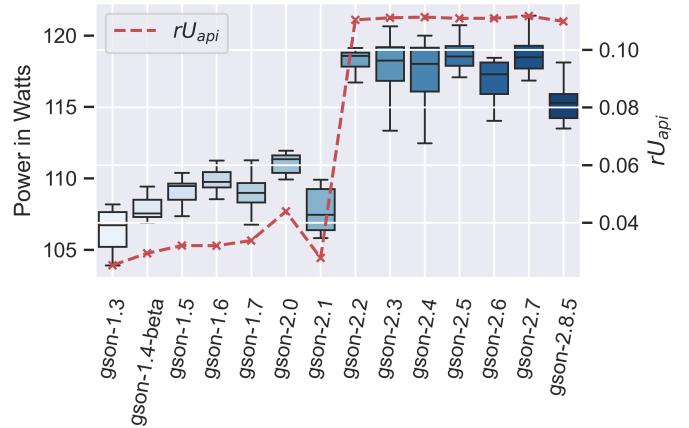 rU_api
Power in Watts
120
115
110
105
0.10
0.08
0.06
0.04
rU_api
gson-1.3
gson-1.4-beta
gson-1.5
gson-1.6
gson-1.7
gson-2.0
gson-2.1
gson-2.2
gson-2.3
gson-2.4
gson-2.5
gson-2.6
gson-2.7
gson-2.8.5